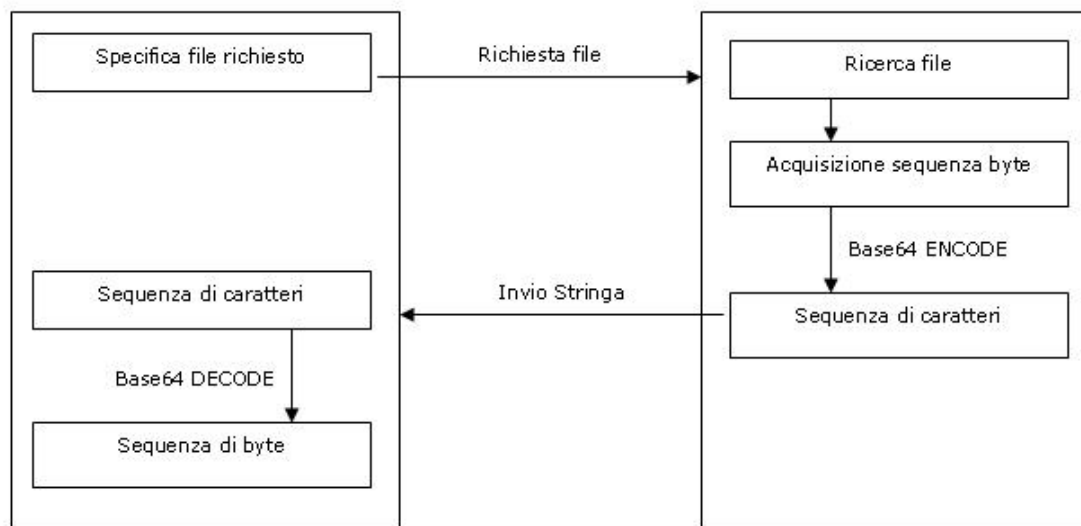 Specifica file richiesto
Richiesta file
Ricerca file
Acquisizione sequenza byte
Base64 ENCODE
Sequenza di caratteri
Invio Stringa
Sequenza di caratteri
Base64 DECODE
Sequenza di byte